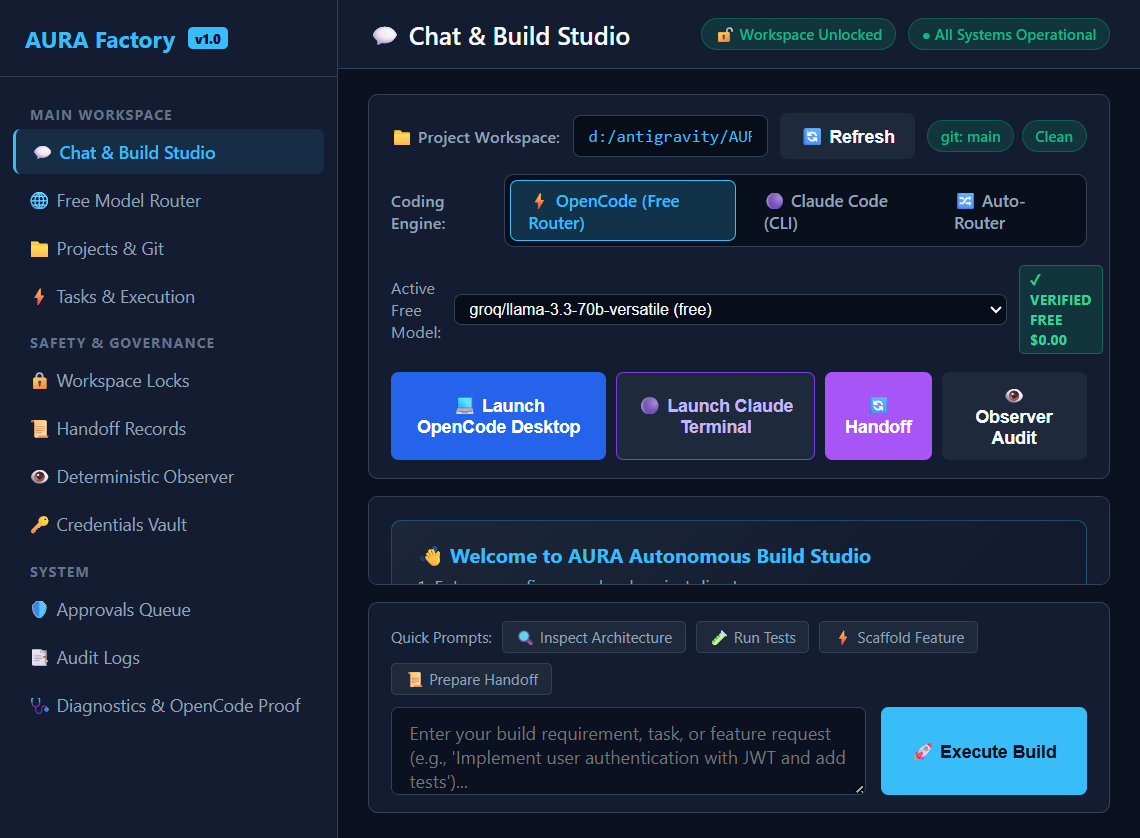 AURA Factory v1.0
MAIN WORKSPACE
Chat & Build Studio
Free Model Router
Projects & Git
Tasks & Execution
SAFETY & GOVERNANCE
Workspace Locks
Handoff Records
Deterministic Observer
Credentials Vault
SYSTEM
Approvals Queue
Audit Logs
Diagnostics & OpenCode Proof
Chat & Build Studio
Workspace Unlocked
● All Systems Operational
Project Workspace:
d:/antigravity/AUR
Refresh
git: main
Clean
Coding
Engine:
OpenCode (Free
Router)
Claude Code
(CLI)
Auto-
Router
Active
Free
Model:
groq/llama-3.3-70b-versatile (free)
✓
VERIFIED
FREE
$0.00
Launch
OpenCode Desktop
Launch Claude
Terminal
Handoff
Observer
Audit
Welcome to AURA Autonomous Build Studio
Quick Prompts:
Inspect Architecture
Run Tests
Scaffold Feature
Prepare Handoff
Enter your build requirement, task, or feature request
(e.g., 'Implement user authentication with JWT and add
tests')...
Execute Build